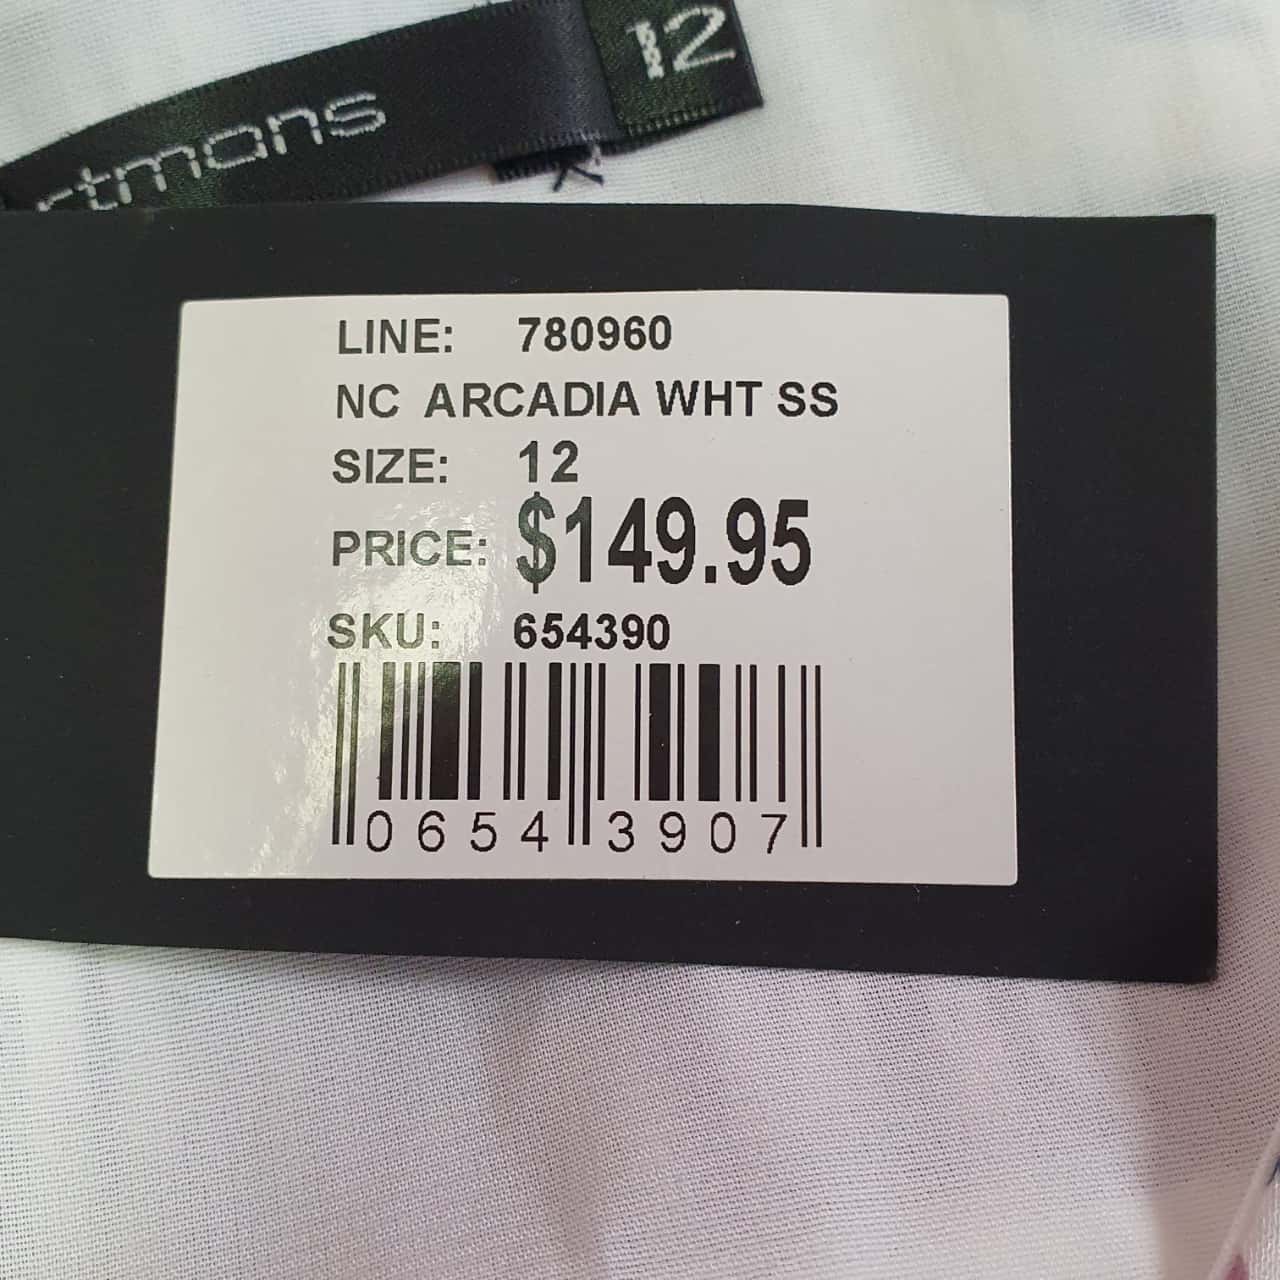 rtmans
12
LINE: 780960
NC ARCADIA WHT SS
SIZE: 12
PRICE: $149.95
SKU: 654390
0654 3907